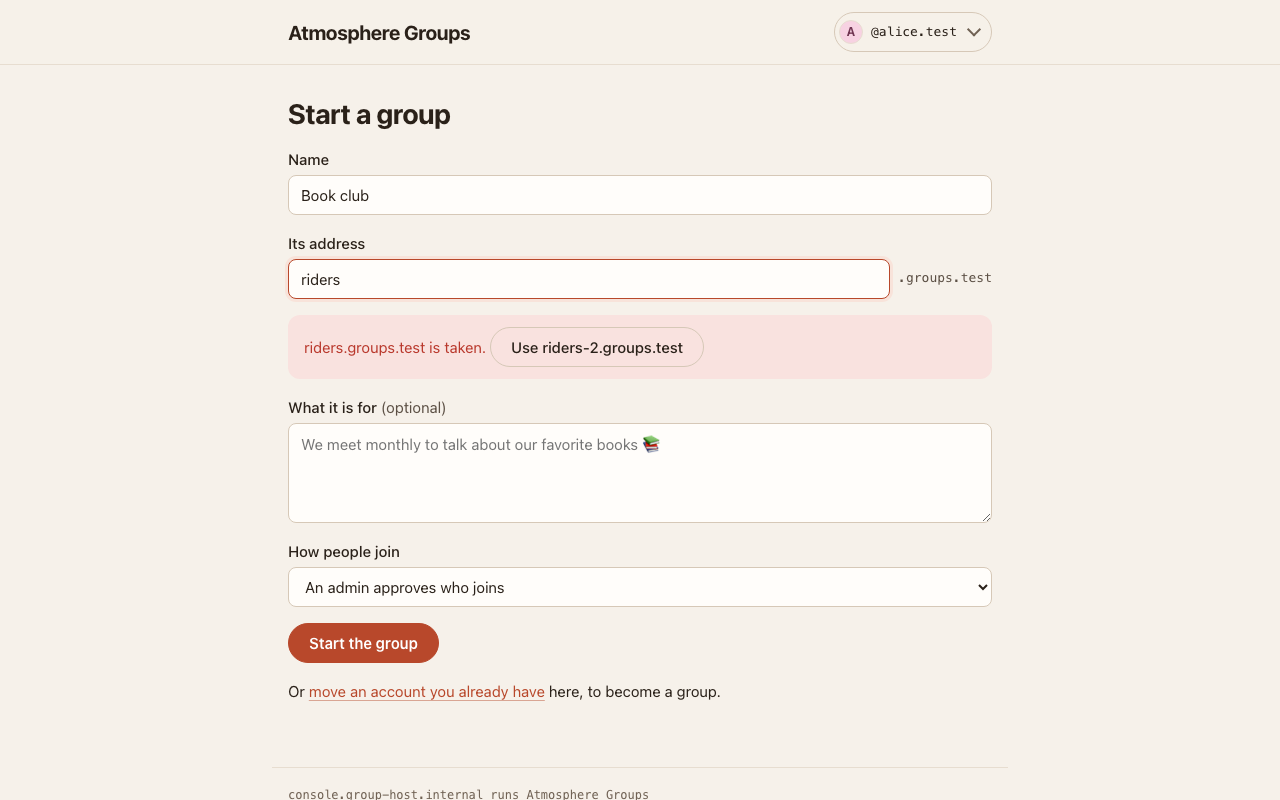 Atmosphere Groups
A @alice.test
Start a group
Name
Book club
Its address
riders .groups.test
riders.groups.test is taken. Use riders-2.groups.test
What it is for (optional)
We meet monthly to talk about our favorite books 📚
How people join
An admin approves who joins
Start the group
Or move an account you already have here, to become a group.
console.group-host.internal runs Atmosphere Groups